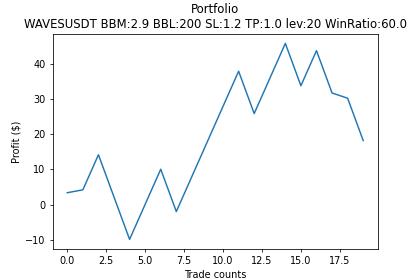 Portfolio
WAVESUSDT BBM:2.9 BBL:200 SL:1.2 TP:1.0 lev:20 WinRatio:60.0
Profit ($)
40
30
20
10
0
−10
0.0 2.5 5.0 7.5 10.0 12.5 15.0 17.5
Trade counts